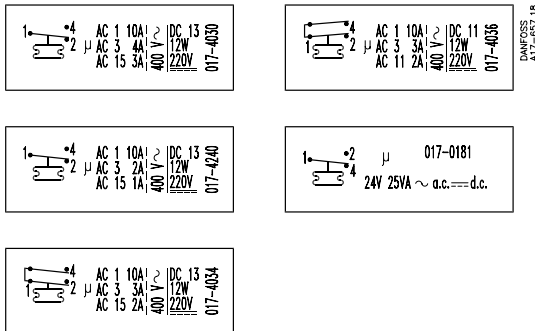 4
1
2
μ
AC 1 10A
AC 3 4A
AC 15 3A
400 V ~
DC 13
12W
220V
017-4030
1
4
2
μ
AC 1 10A
AC 3 3A
AC 11 2A
400 V ~
DC 11
12W
220V
017-4036
DANFOSS
A17-657.18
1
4
2
μ
AC 1 10A
AC 3 2A
AC 15 1A
400 V ~
DC 13
12W
220V
017-4240
1
2
4
μ
017-0181
24V 25VA ~ a.c.⎓d.c.
4
1
2
μ
AC 1 10A
AC 3 3A
AC 15 2A
400 V ~
DC 13
12W
220V
017-4034